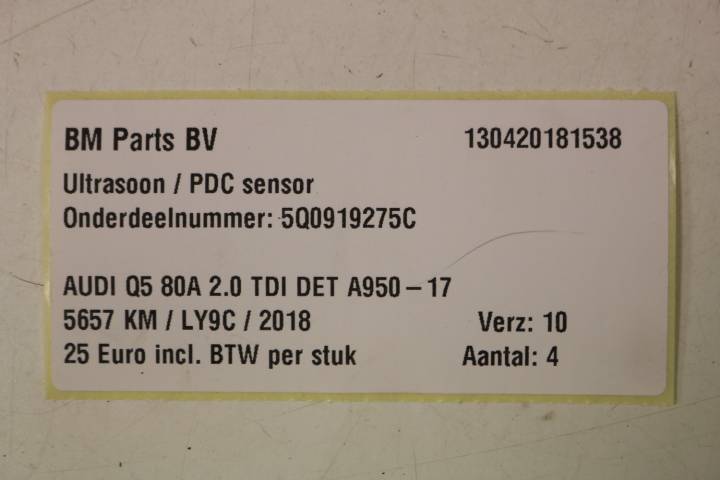 BM Parts BV 130420181538
Ultrasoon / PDC sensor
Onderdeelnummer: 5Q0919275C
AUDI Q5 80A 2.0 TDI DET A950 – 17
5657 KM / LY9C / 2018 Verz: 10
25 Euro incl. BTW per stuk Aantal: 4